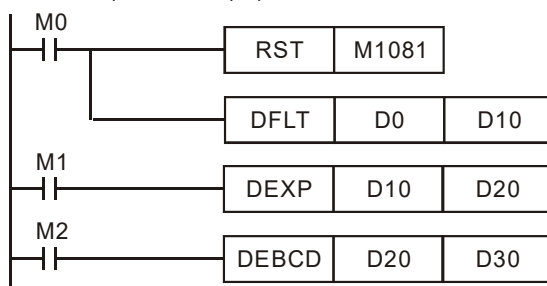 M0
RST M1081
DFLT D0 D10
M1
DEXP D10 D20
M2
DEBCD D20 D30